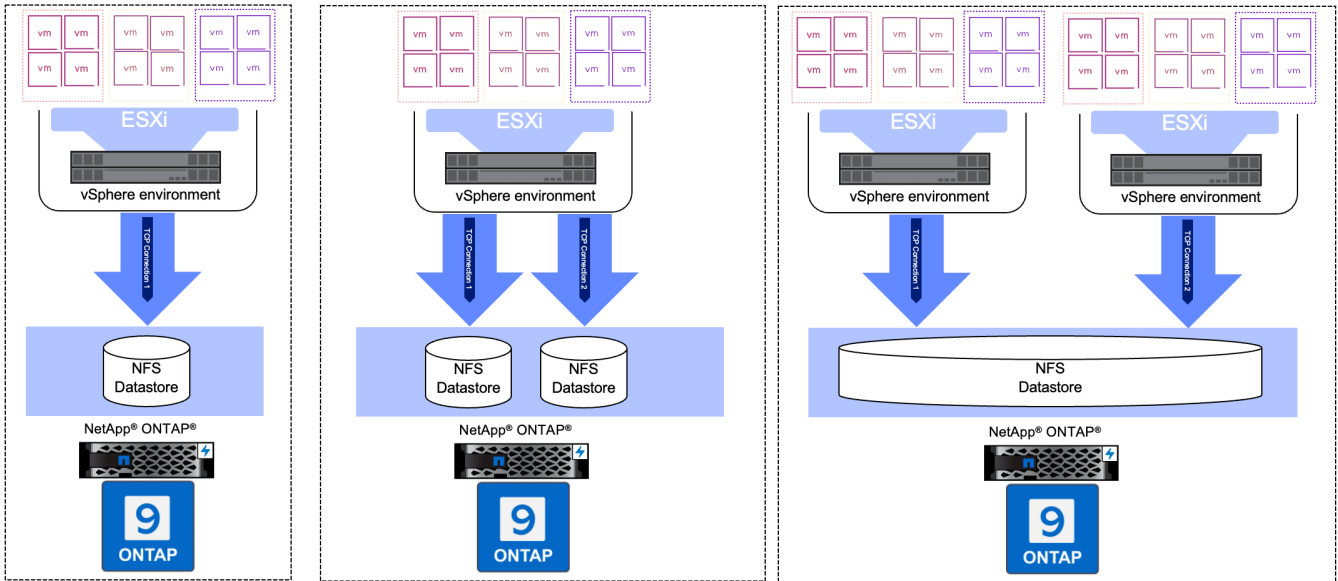 vm vm vm vm vm vm
vm vm vm vm vm vm
ESXi
vSphere environment
TCP Connection 1
NFS
Datastore
NetApp® ONTAP®
9
ONTAP
vm vm vm vm vm vm
vm vm vm vm vm vm
ESXi
vSphere environment
TCP Connection 1
TCP Connection 2
NFS
Datastore
NFS
Datastore
NetApp® ONTAP®
9
ONTAP
vm vm vm vm vm vm
vm vm vm vm vm vm
ESXi
vSphere environment
TCP Connection 1
vm vm vm vm vm vm
vm vm vm vm vm vm
ESXi
vSphere environment
TCP Connection 2
NFS
Datastore
NetApp® ONTAP®
9
ONTAP